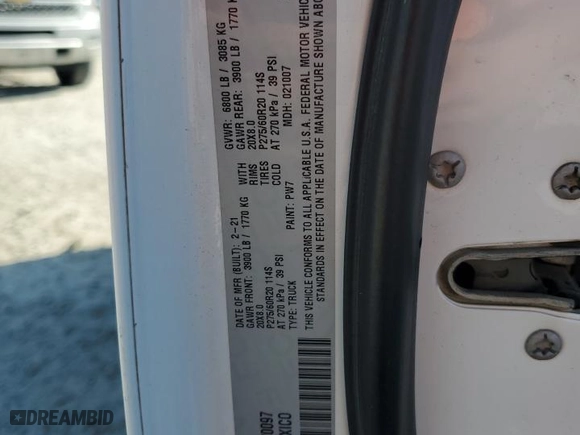 DATE OF MFR (BUILT): 2-21 GVWR: 6800 LB / 3085 KG
GAWR FRONT: 3900 LB / 1770 KG WITH GAWR REAR: 3900 LB / 1770 K
20X8.0 RIMS 20X8.0
P275/60R20 114S TIRES P275/60R20 114S
AT 270 kPa / 39 PSI COLD AT 270 kPa / 39 PSI
TYPE: TRUCK PAINT: PW7 MDH: 021007
THIS VEHICLE CONFORMS TO ALL APPLICABLE U.S.A. FEDERAL MOTOR VEHIC
STANDARDS IN EFFECT ON THE DATE OF MANUFACTURE SHOWN ABO
0097
XICO
DREAMBID